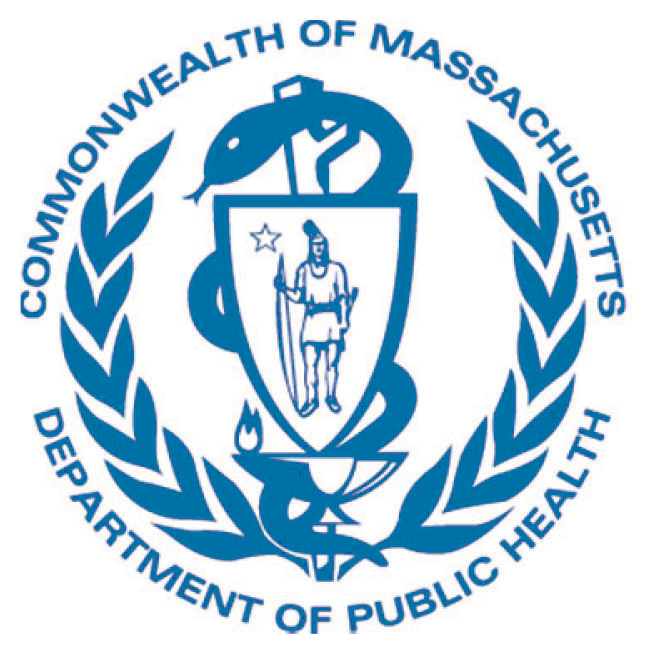 COMMONWEALTH OF MASSACHUSETTS
DEPARTMENT OF PUBLIC HEALTH